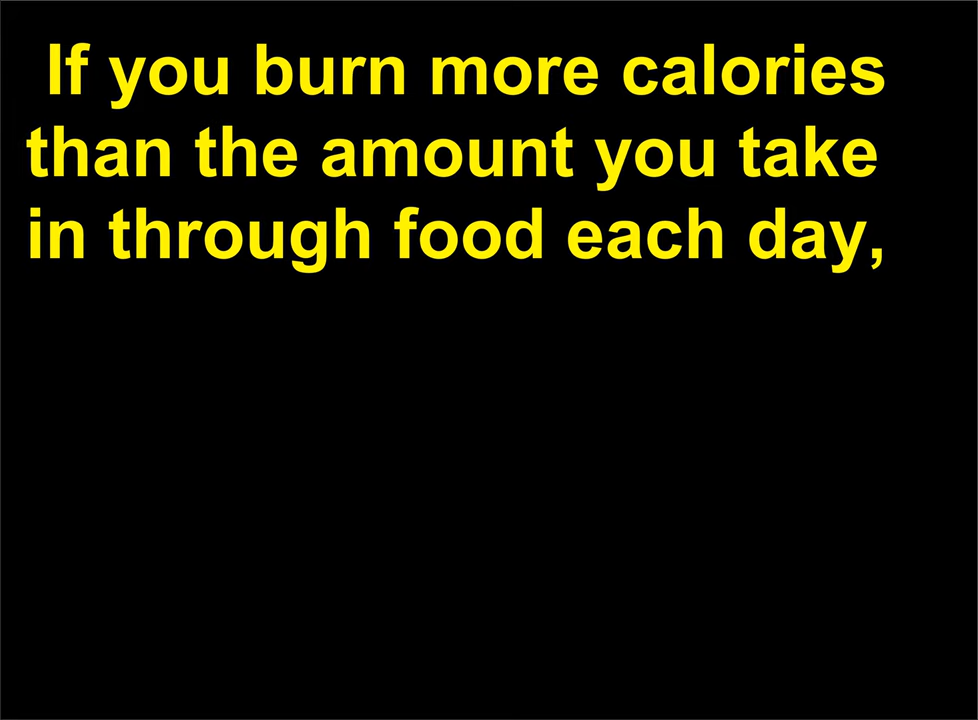 If you burn more calories
than the amount you take
in through food each day,